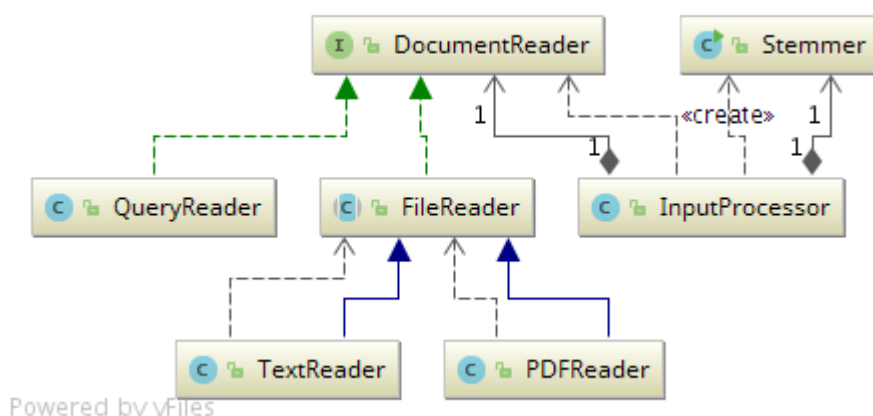 I DocumentReader C Stemmer
1 «create» 1
1 1
C QueryReader C FileReader C InputProcessor
C TextReader C PDFReader
Powered by yFiles